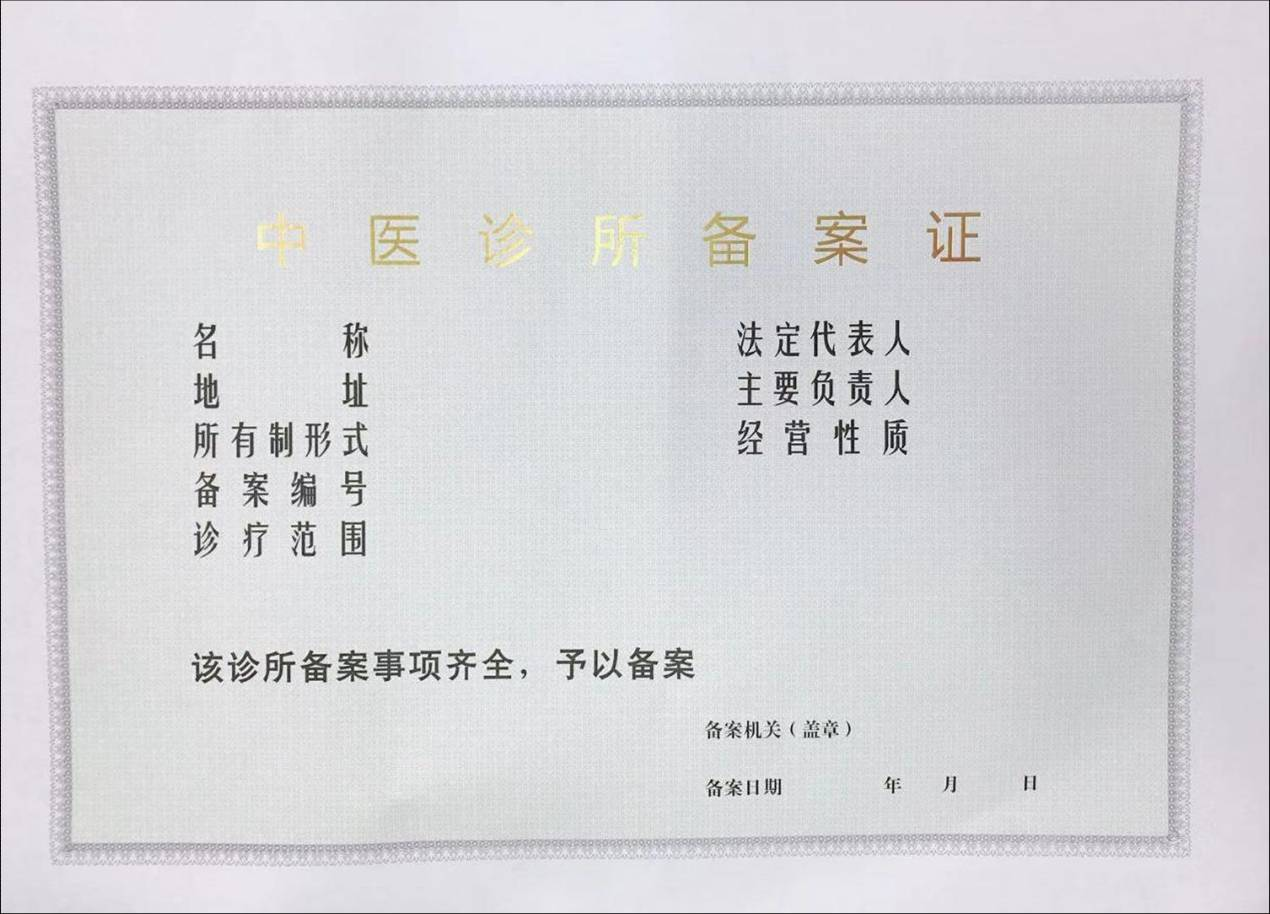 中医诊所备案证
名称 法定代表人
地址 主要负责人
所有制形式 经营性质
备案编号
诊疗范围
该诊所备案事项齐全，予以备案
备案机关（盖章）
备案日期 年 月 日